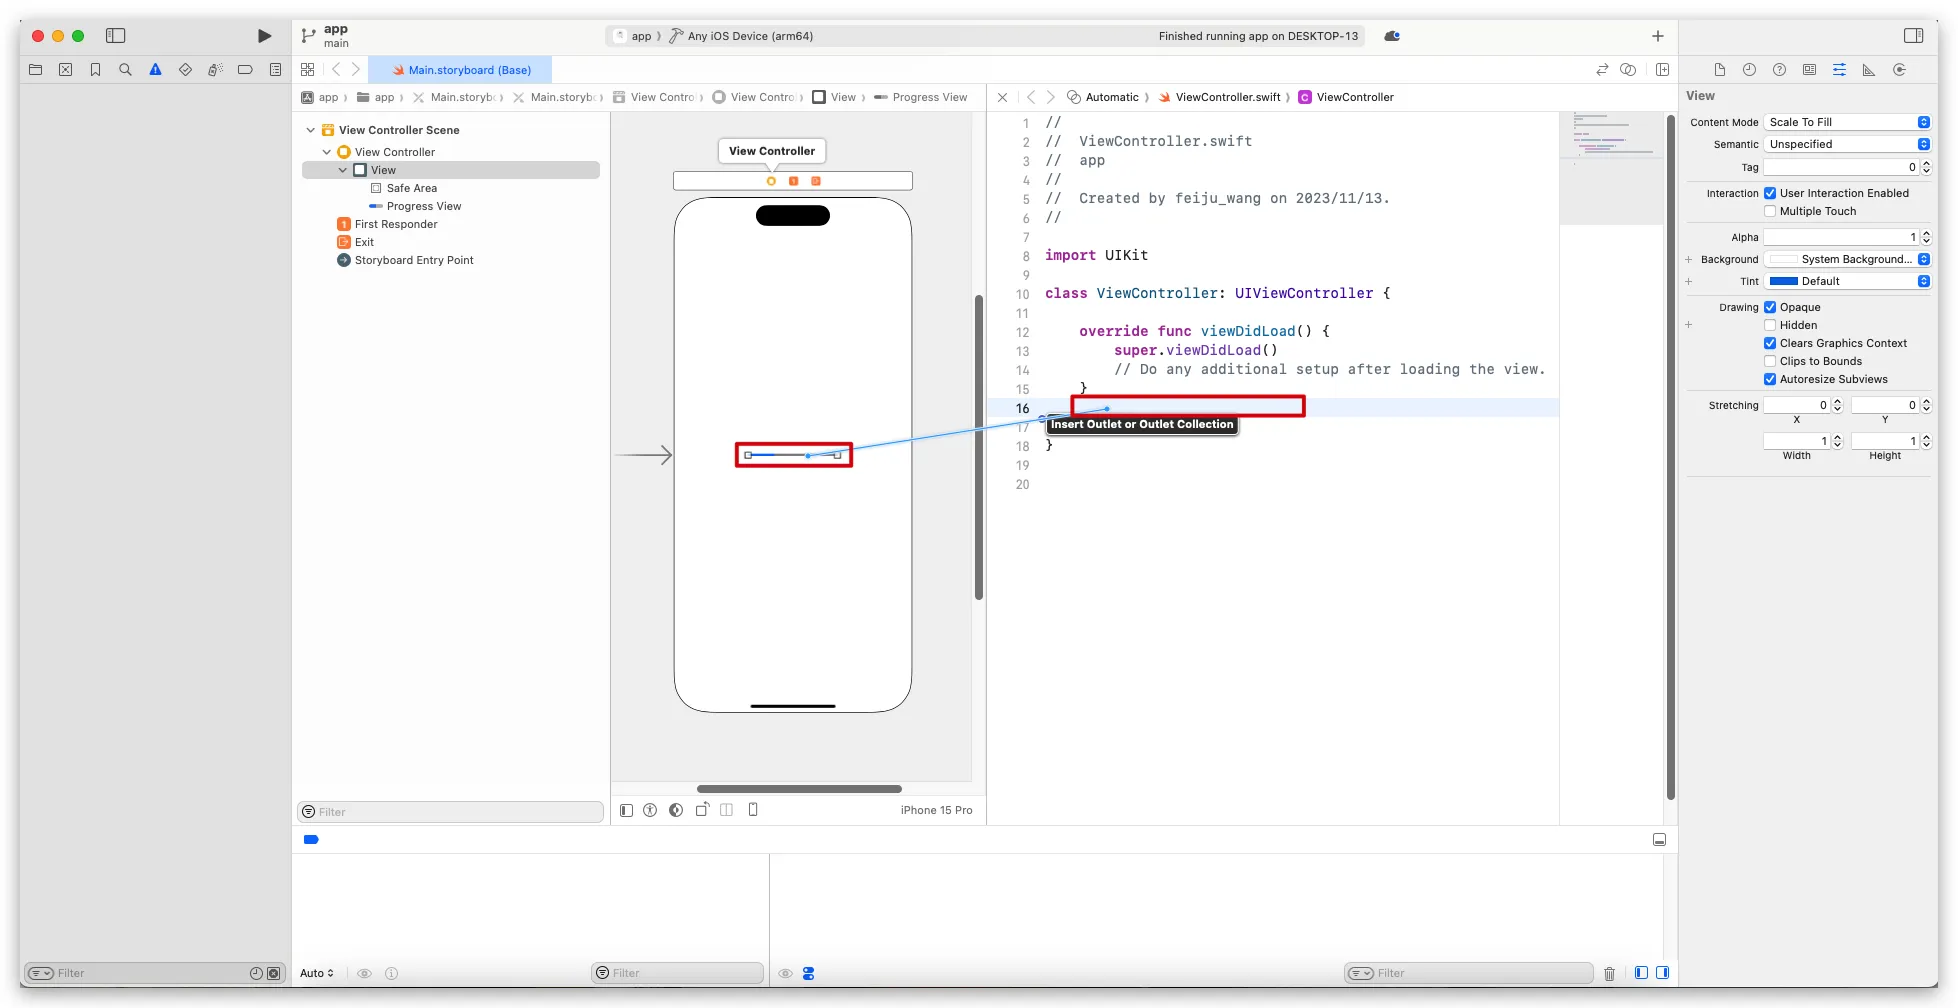 app
main
app
Any iOS Device (arm64)
Finished running app on DESKTOP-13
Main.storyboard (Base)
app
app
Main.storyb
Main.storyb
View Contro
View Contro
View
Progress View
Automatic
ViewController.swift
C
ViewController
View Controller Scene
View Controller
View
Safe Area
Progress View
1
First Responder
Exit
Storyboard Entry Point
Filter
View Controller
iPhone 15 Pro
1 //
2 //  ViewController.swift
3 //  app
4 //
5 //  Created by feiju_wang on 2023/11/13.
6 //
7
8 import UIKit
9
10 class ViewController: UIViewController {
11
12     override func viewDidLoad() {
13         super.viewDidLoad()
14         // Do any additional setup after loading the view.
15     }
16
Insert Outlet or Outlet Collection
17
18 }
19
20
View
Content Mode Scale To Fill
Semantic Unspecified
Tag 0
Interaction User Interaction Enabled
Multiple Touch
Alpha 1
Background System Background...
Tint Default
Drawing Opaque
Hidden
Clears Graphics Context
Clips to Bounds
Autoresize Subviews
Stretching 0 0
X Y
1 1
Width Height
Filter
Auto
Filter
Filter